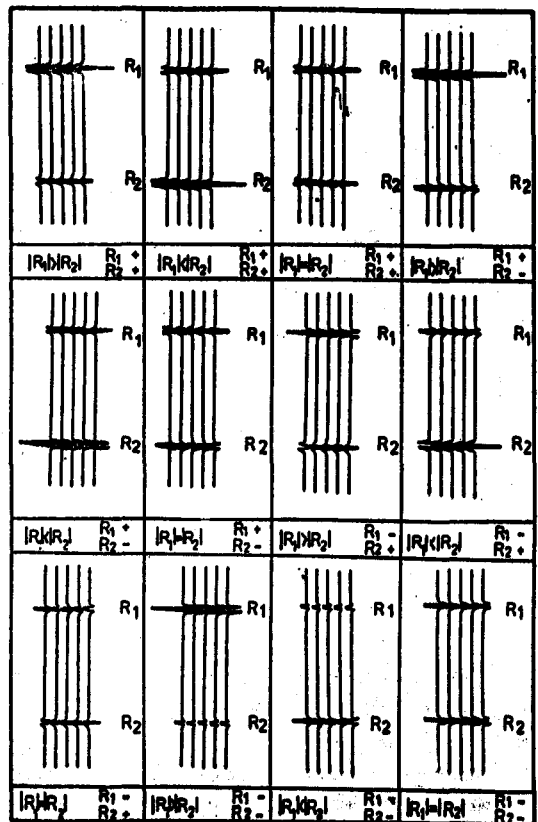 R₁
R₂
|R₁|>|R₂| R₁ +
R₂ +
R₁
R₂
|R₁|<|R₂| R₁ +
R₂ +
R₁
R₂
|R₁|=|R₂| R₁ +
R₂ +
R₁
R₂
|R₁|>|R₂| R₁ +
R₂ -
R₁
R₂
|R₁|<|R₂| R₁ +
R₂ -
R₁
R₂
|R₁|=|R₂| R₁ +
R₂ -
R₁
R₂
|R₁|>|R₂| R₁ -
R₂ +
R₁
R₂
|R₁|<|R₂| R₁ -
R₂ +
R₁
R₂
|R₁|=|R₂| R₁ -
R₂ +
R₁
R₂
|R₁|>|R₂| R₁ -
R₂ -
R₁
R₂
|R₁|<|R₂| R₁ -
R₂ -
R₁
R₂
|R₁|=|R₂| R₁ -
R₂ -